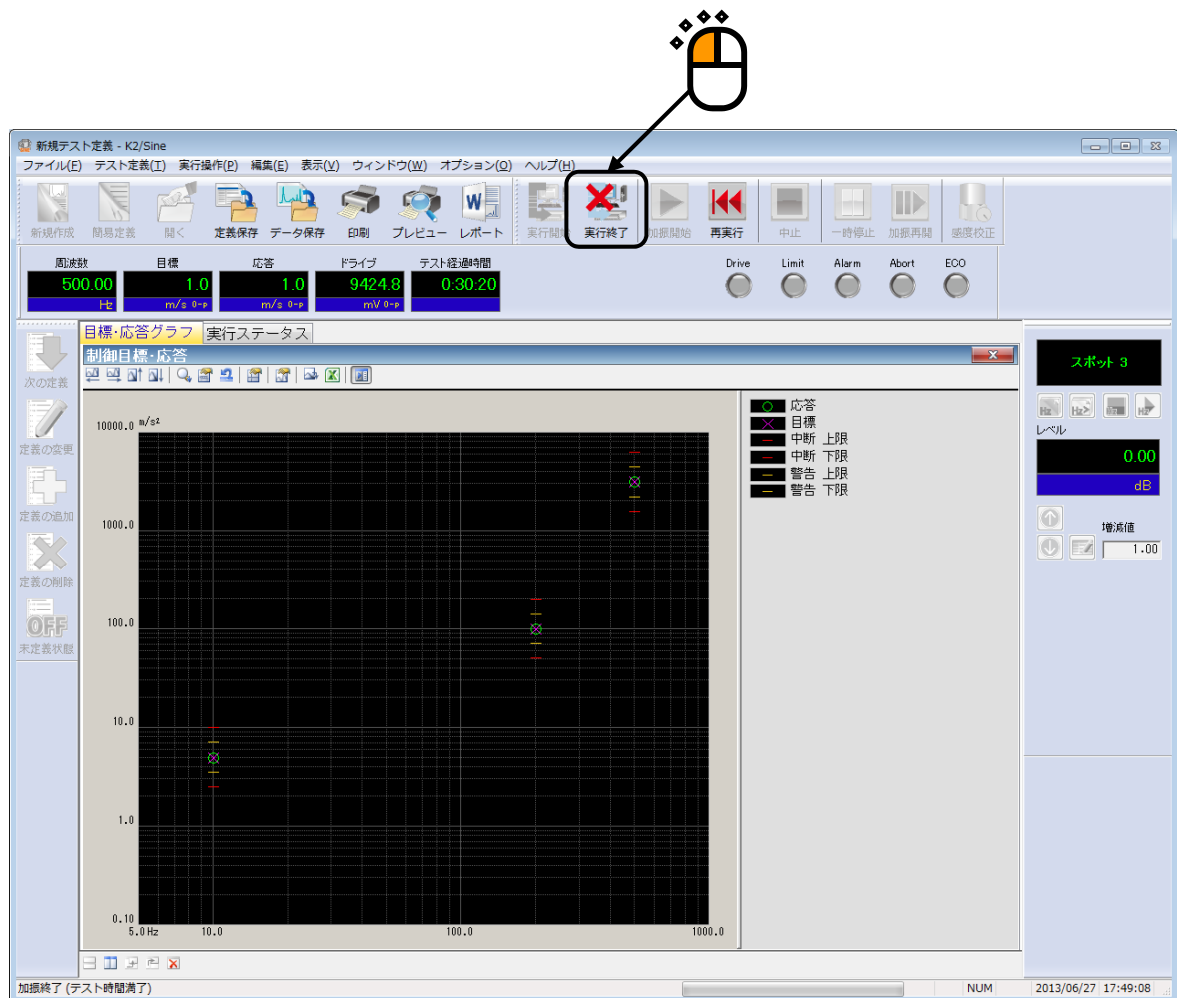 新規テスト定義 - K2/Sine
ファイル(F) テスト定義(T) 実行操作(P) 編集(E) 表示(V) ウィンドウ(W) オプション(O) ヘルプ(H)
新規作成 簡易定義 開く 定義保存 データ保存 印刷 プレビュー レポート 実行開始 実行終了 加振開始 再実行 中止 一時停止 加振再開 感度校正
周波数 目標 応答 ドライブ テスト経過時間 Drive Limit Alarm Abort ECO
500.00 1.0 1.0 9424.8 0:30:20
Hz m/s 0-p m/s 0-p mV 0-p
目標・応答グラフ 実行ステータス
制御目標・応答
次の定義
定義の変更
定義の追加
定義の削除
OFF
未定義状態
10000.0 m/s²
1000.0
100.0
10.0
1.0
0.10
5.0 Hz 10.0 100.0 1000.0
応答
目標
中断 上限
中断 下限
警告 上限
警告 下限
スポット 3
レベル
0.00
dB
増減値
1.00
加振終了 (テスト時間満了) NUM 2013/06/27 17:49:08